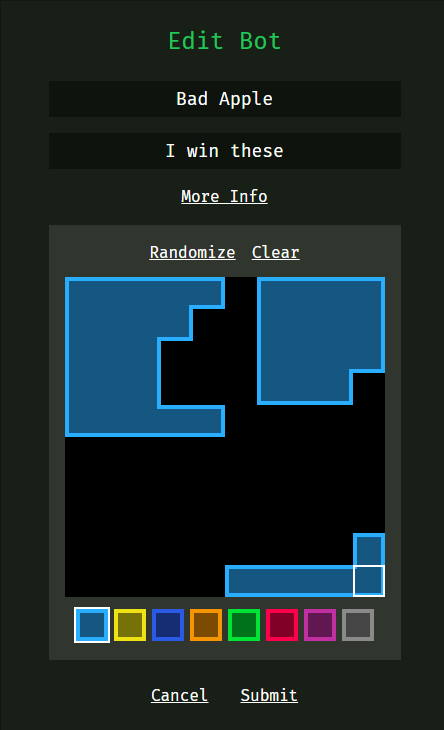 Edit Bot
Bad Apple
I win these
More Info
Randomize Clear
Cancel Submit